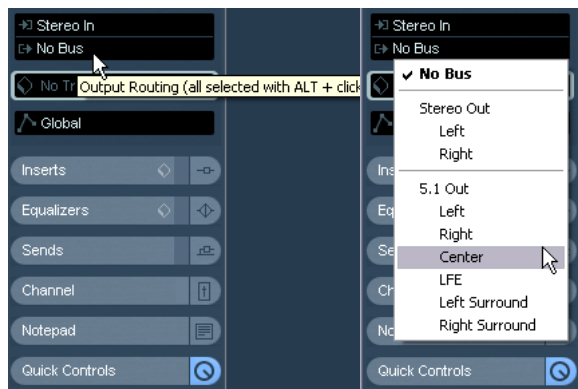 Stereo In
No Bus
No Tr
Output Routing (all selected with ALT + click
Global
Inserts
Equalizers
Sends
Channel
Notepad
Quick Controls
Stereo In
No Bus
No Bus
Stereo Out
Left
Right
5.1 Out
Left
Right
Center
LFE
Left Surround
Right Surround
Ins
Eq
Se
Ch
No
Quick Controls